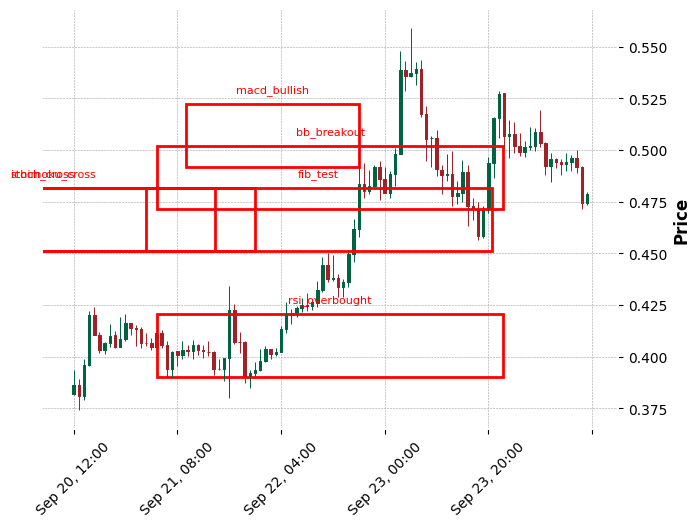 macd_bullish
bb_breakout
fib_test
rsi_overbought
0.550
0.525
0.500
0.475
0.450
0.425
0.400
0.375
Price
Sep 20, 12:00
Sep 21, 08:00
Sep 22, 04:00
Sep 23, 00:00
Sep 23, 20:00